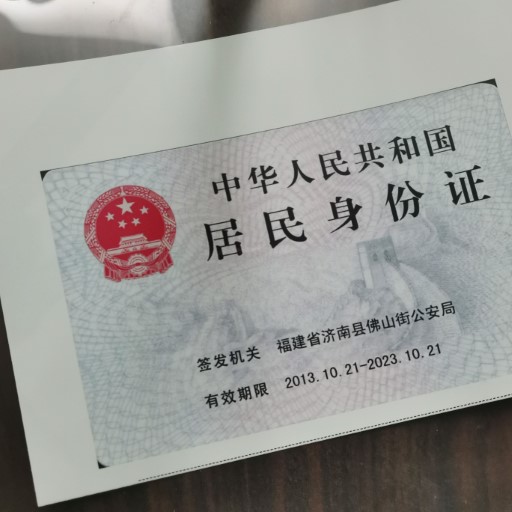 中华人民共和国
居民身份证
签发机关 福建省济南县佛山街公安局
有效期限 2013.10.21-2023.10.21